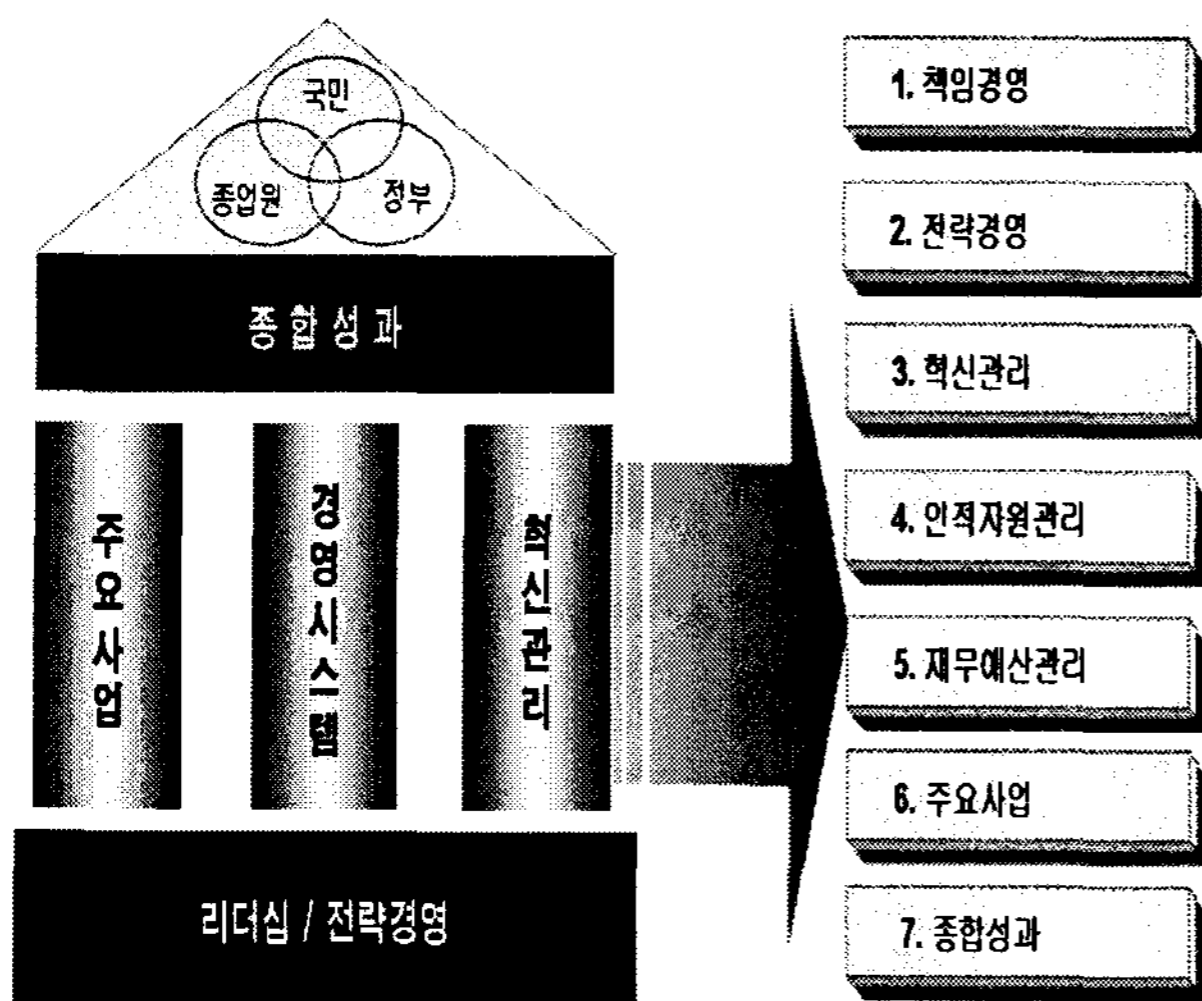 국민
종업원
정부
종합성과
주요사업
경영시스템
혁신관리
리더십 / 전략경영
1. 책임경영
2. 전략경영
3. 혁신관리
4. 인적자원관리
5. 재무예산관리
6. 주요사업
7. 종합성과